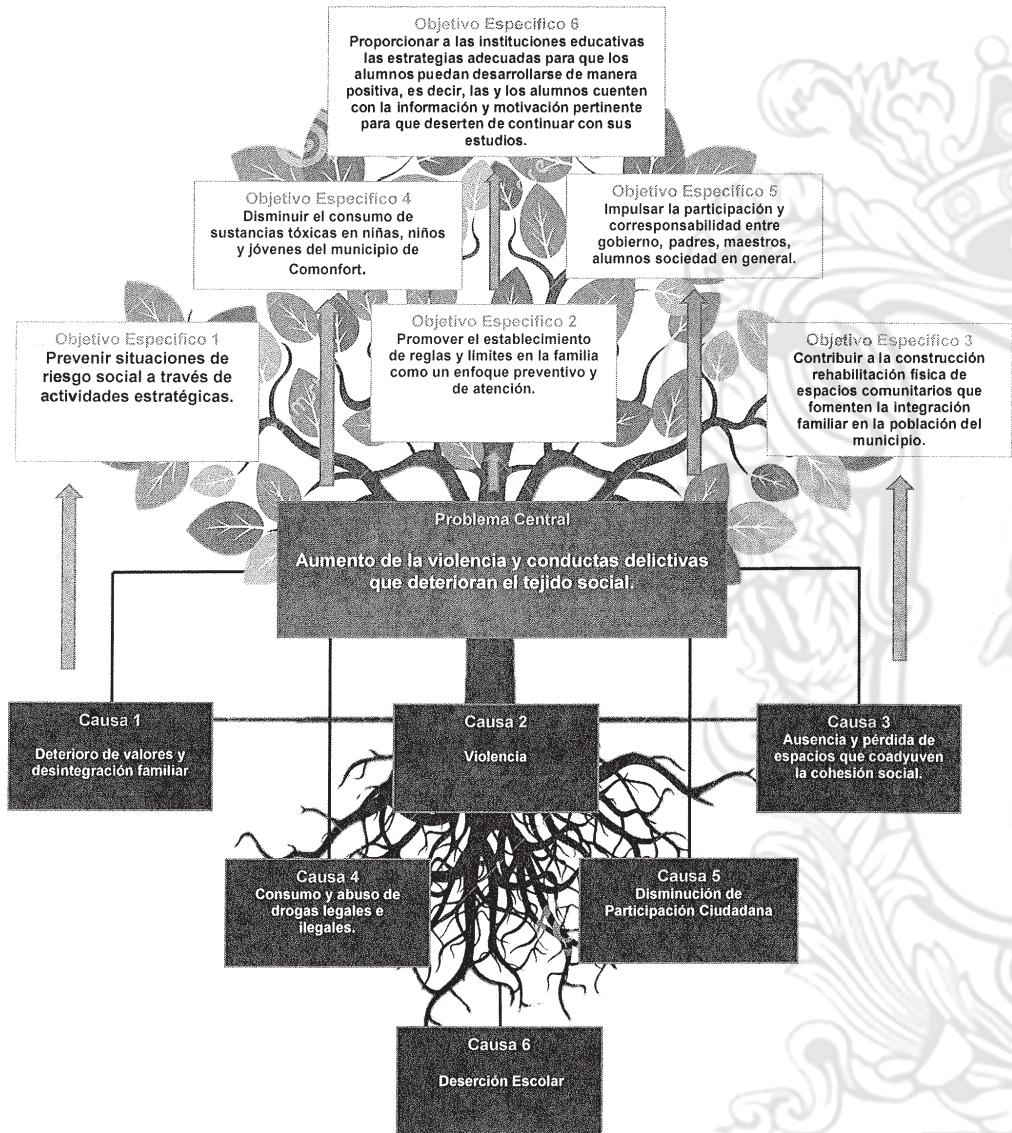 Objetivo Especifico 6
Proporcionar a las instituciones educativas
las estrategias adecuadas para que los
alumnos puedan desarrollarse de manera
positiva, es decir, las y los alumnos cuenten
con la información y motivación pertinente
para que deserten de continuar con sus
estudios.
Objetivo Especifico 4
Disminuir el consumo de
sustancias tóxicas en niñas, niños
y jóvenes del municipio de
Comonfort.
Objetivo Especifico 5
Impulsar la participación y
corresponsabilidad entre
gobierno, padres, maestros,
alumnos sociedad en general.
Objetivo Especifico 1
Prevenir situaciones de
riesgo social a través de
actividades estratégicas.
Objetivo Especifico 2
Promover el establecimiento
de reglas y límites en la familia
como un enfoque preventivo y
de atención.
Objetivo Especifico 3
Contribuir a la construcción
rehabilitación física de
espacios comunitarios que
fomenten la integración
familiar en la población del
municipio.
Problema Central
Aumento de la violencia y conductas delictivas
que deterioran el tejido social.
Causa 1
Deterioro de valores y
desintegración familiar
Causa 2
Violencia
Causa 3
Ausencia y pérdida de
espacios que coadyuven
la cohesión social.
Causa 4
Consumo y abuso de
drogas legales e
ilegales.
Causa 5
Disminución de
Participación Ciudadana
Causa 6
Deserción Escolar